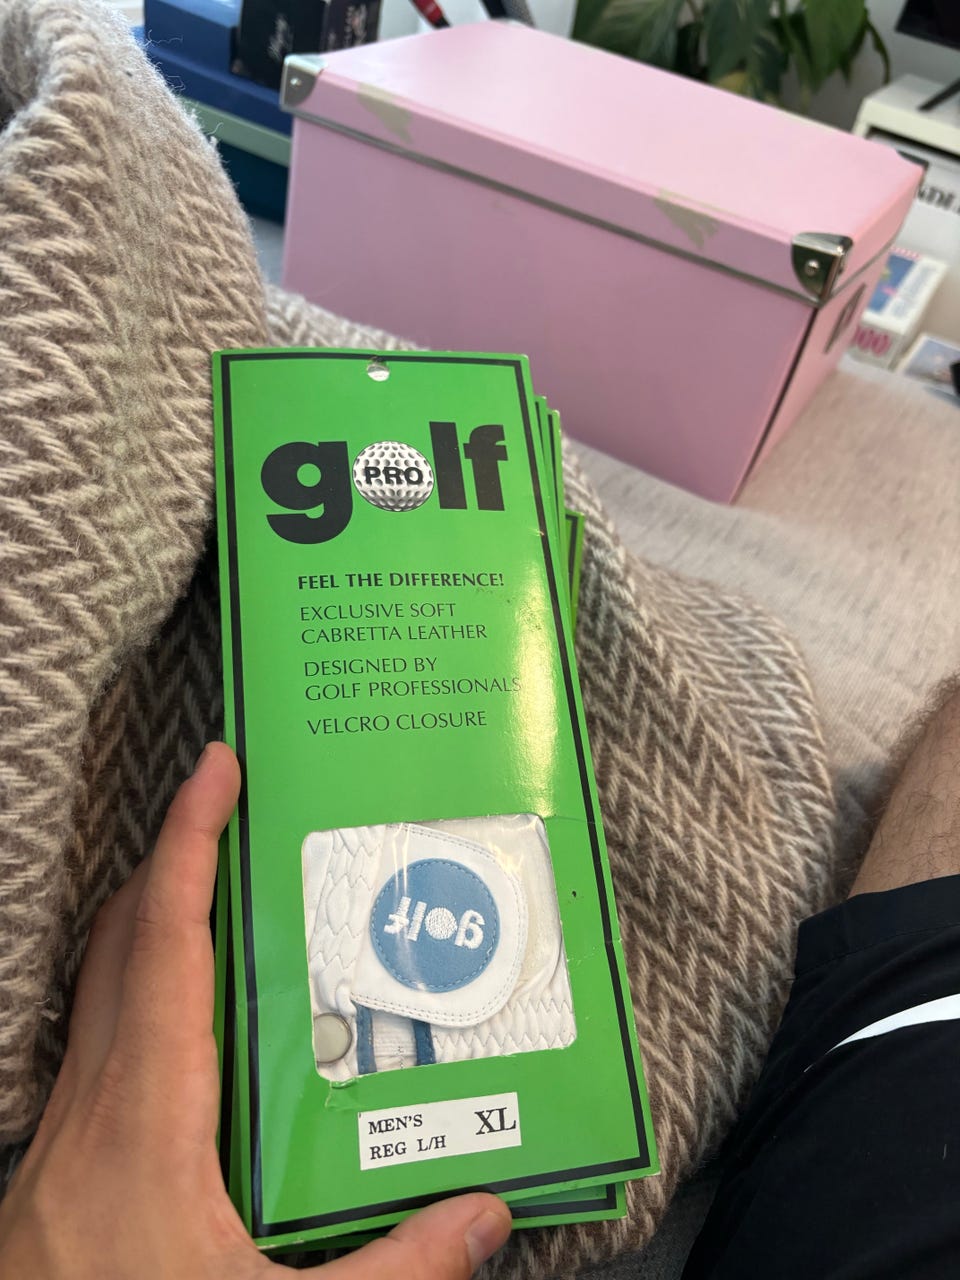 golf
PRO
FEEL THE DIFFERENCE!
EXCLUSIVE SOFT
CABRETTA LEATHER
DESIGNED BY
GOLF PROFESSIONALS
VELCRO CLOSURE
golf
MEN'S
REG L/H
XL